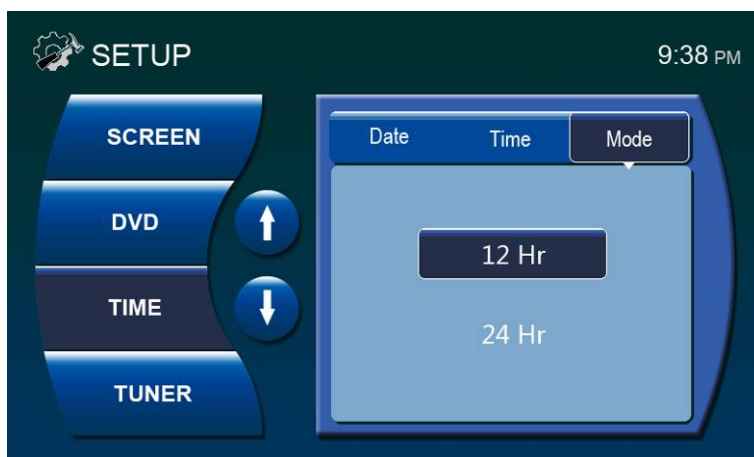 SETUP
9:38 PM
SCREEN
DVD
TIME
TUNER
Date Time Mode
12 Hr
24 Hr